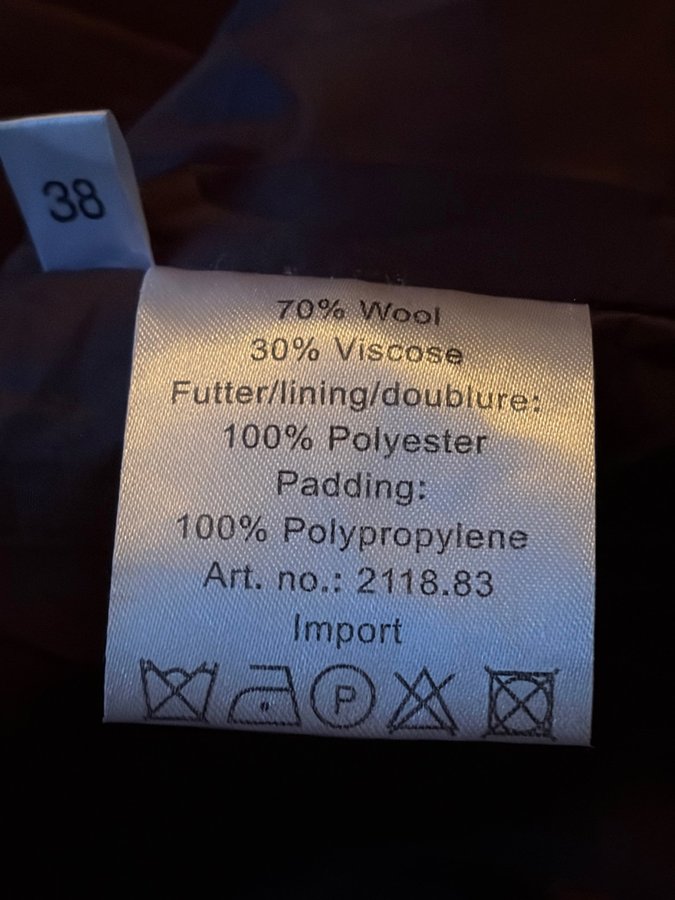 38
70% Wool
30% Viscose
Futter/lining/doublure:
100% Polyester
Padding:
100% Polypropylene
Art. no.: 2118.83
Import
P